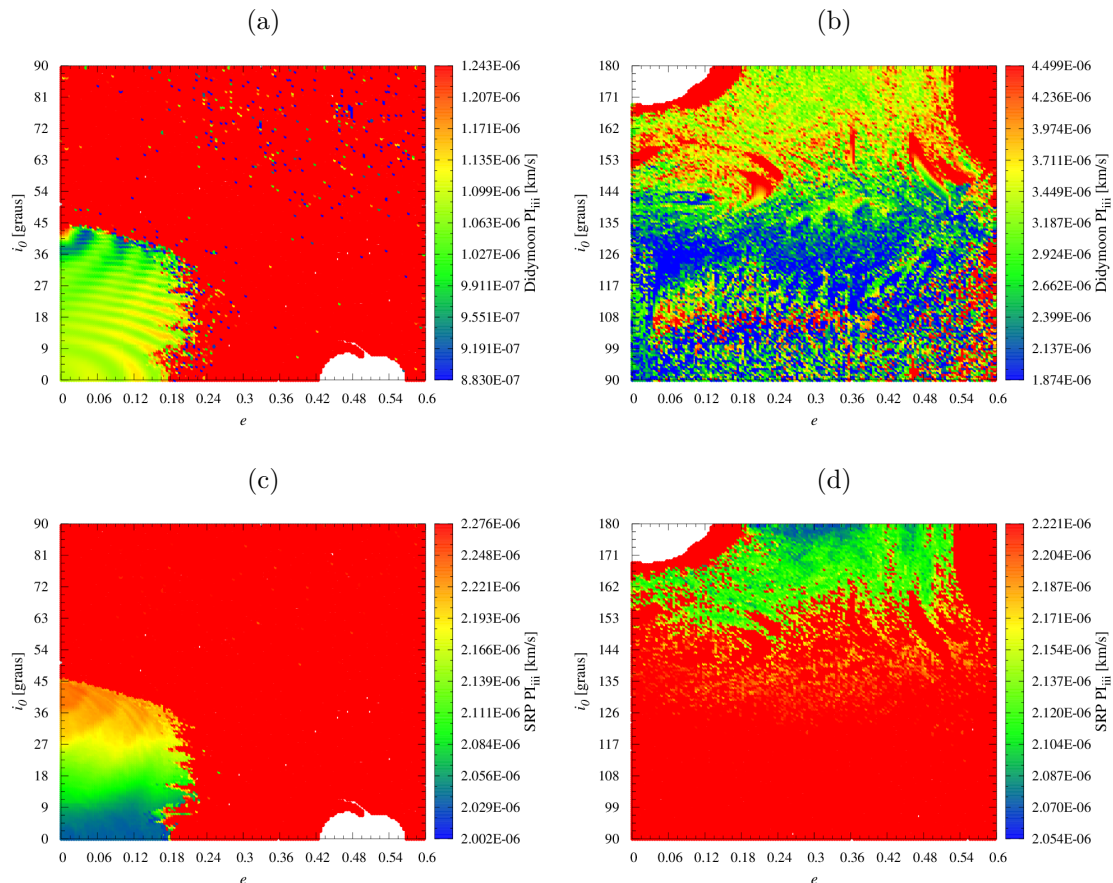 (a)
90
81
72
63
54
45
36
27
18
9
0
i0 [graus]
0 0.06 0.12 0.18 0.24 0.3 0.36 0.42 0.48 0.54 0.6
e
1.243E-06
1.207E-06
1.171E-06
1.135E-06
1.099E-06
1.063E-06
1.027E-06
9.911E-07
9.551E-07
9.191E-07
8.830E-07
Didymoon PIiii [km/s]
(b)
180
171
162
153
144
135
126
117
108
99
90
i0 [graus]
0 0.06 0.12 0.18 0.24 0.3 0.36 0.42 0.48 0.54 0.6
e
4.499E-06
4.236E-06
3.974E-06
3.711E-06
3.449E-06
3.187E-06
2.924E-06
2.662E-06
2.399E-06
2.137E-06
1.874E-06
Didymoon PIiii [km/s]
(c)
90
81
72
63
54
45
36
27
18
9
0
i0 [graus]
0 0.06 0.12 0.18 0.24 0.3 0.36 0.42 0.48 0.54 0.6
e
2.276E-06
2.248E-06
2.221E-06
2.193E-06
2.166E-06
2.139E-06
2.111E-06
2.084E-06
2.056E-06
2.029E-06
2.002E-06
SRP PIiii [km/s]
(d)
180
171
162
153
144
135
126
117
108
99
90
i0 [graus]
0 0.06 0.12 0.18 0.24 0.3 0.36 0.42 0.48 0.54 0.6
e
2.221E-06
2.204E-06
2.187E-06
2.171E-06
2.154E-06
2.137E-06
2.120E-06
2.104E-06
2.087E-06
2.070E-06
2.054E-06
SRP PIiii [km/s]